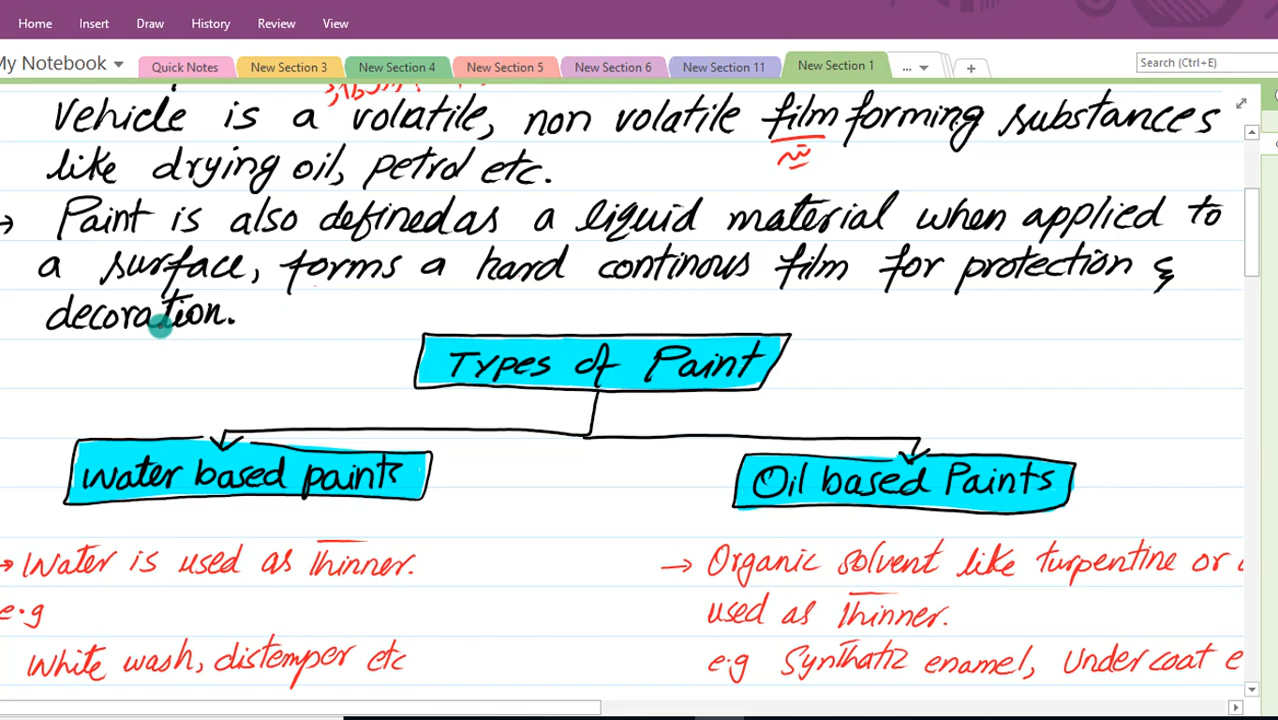 Home Insert Draw History Review View
My Notebook Quick Notes New Section 3 New Section 4 New Section 5 New Section 6 New Section 11 New Section 1 ... + Search (Ctrl+E)
Vehicle is a volatile, non volatile film forming substances
like drying oil, petrol etc.
→ Paint is also defined as a liquid material when applied to
a surface, forms a hard continous film for protection &
decoration.
Types of Paint
Water based paints
Oil based Paints
→ Water is used as Thinner.
e.g
White wash, distemper etc
→ Organic solvent like turpentine or
used as Thinner.
e.g Synthatiz enamel, Undercoat e